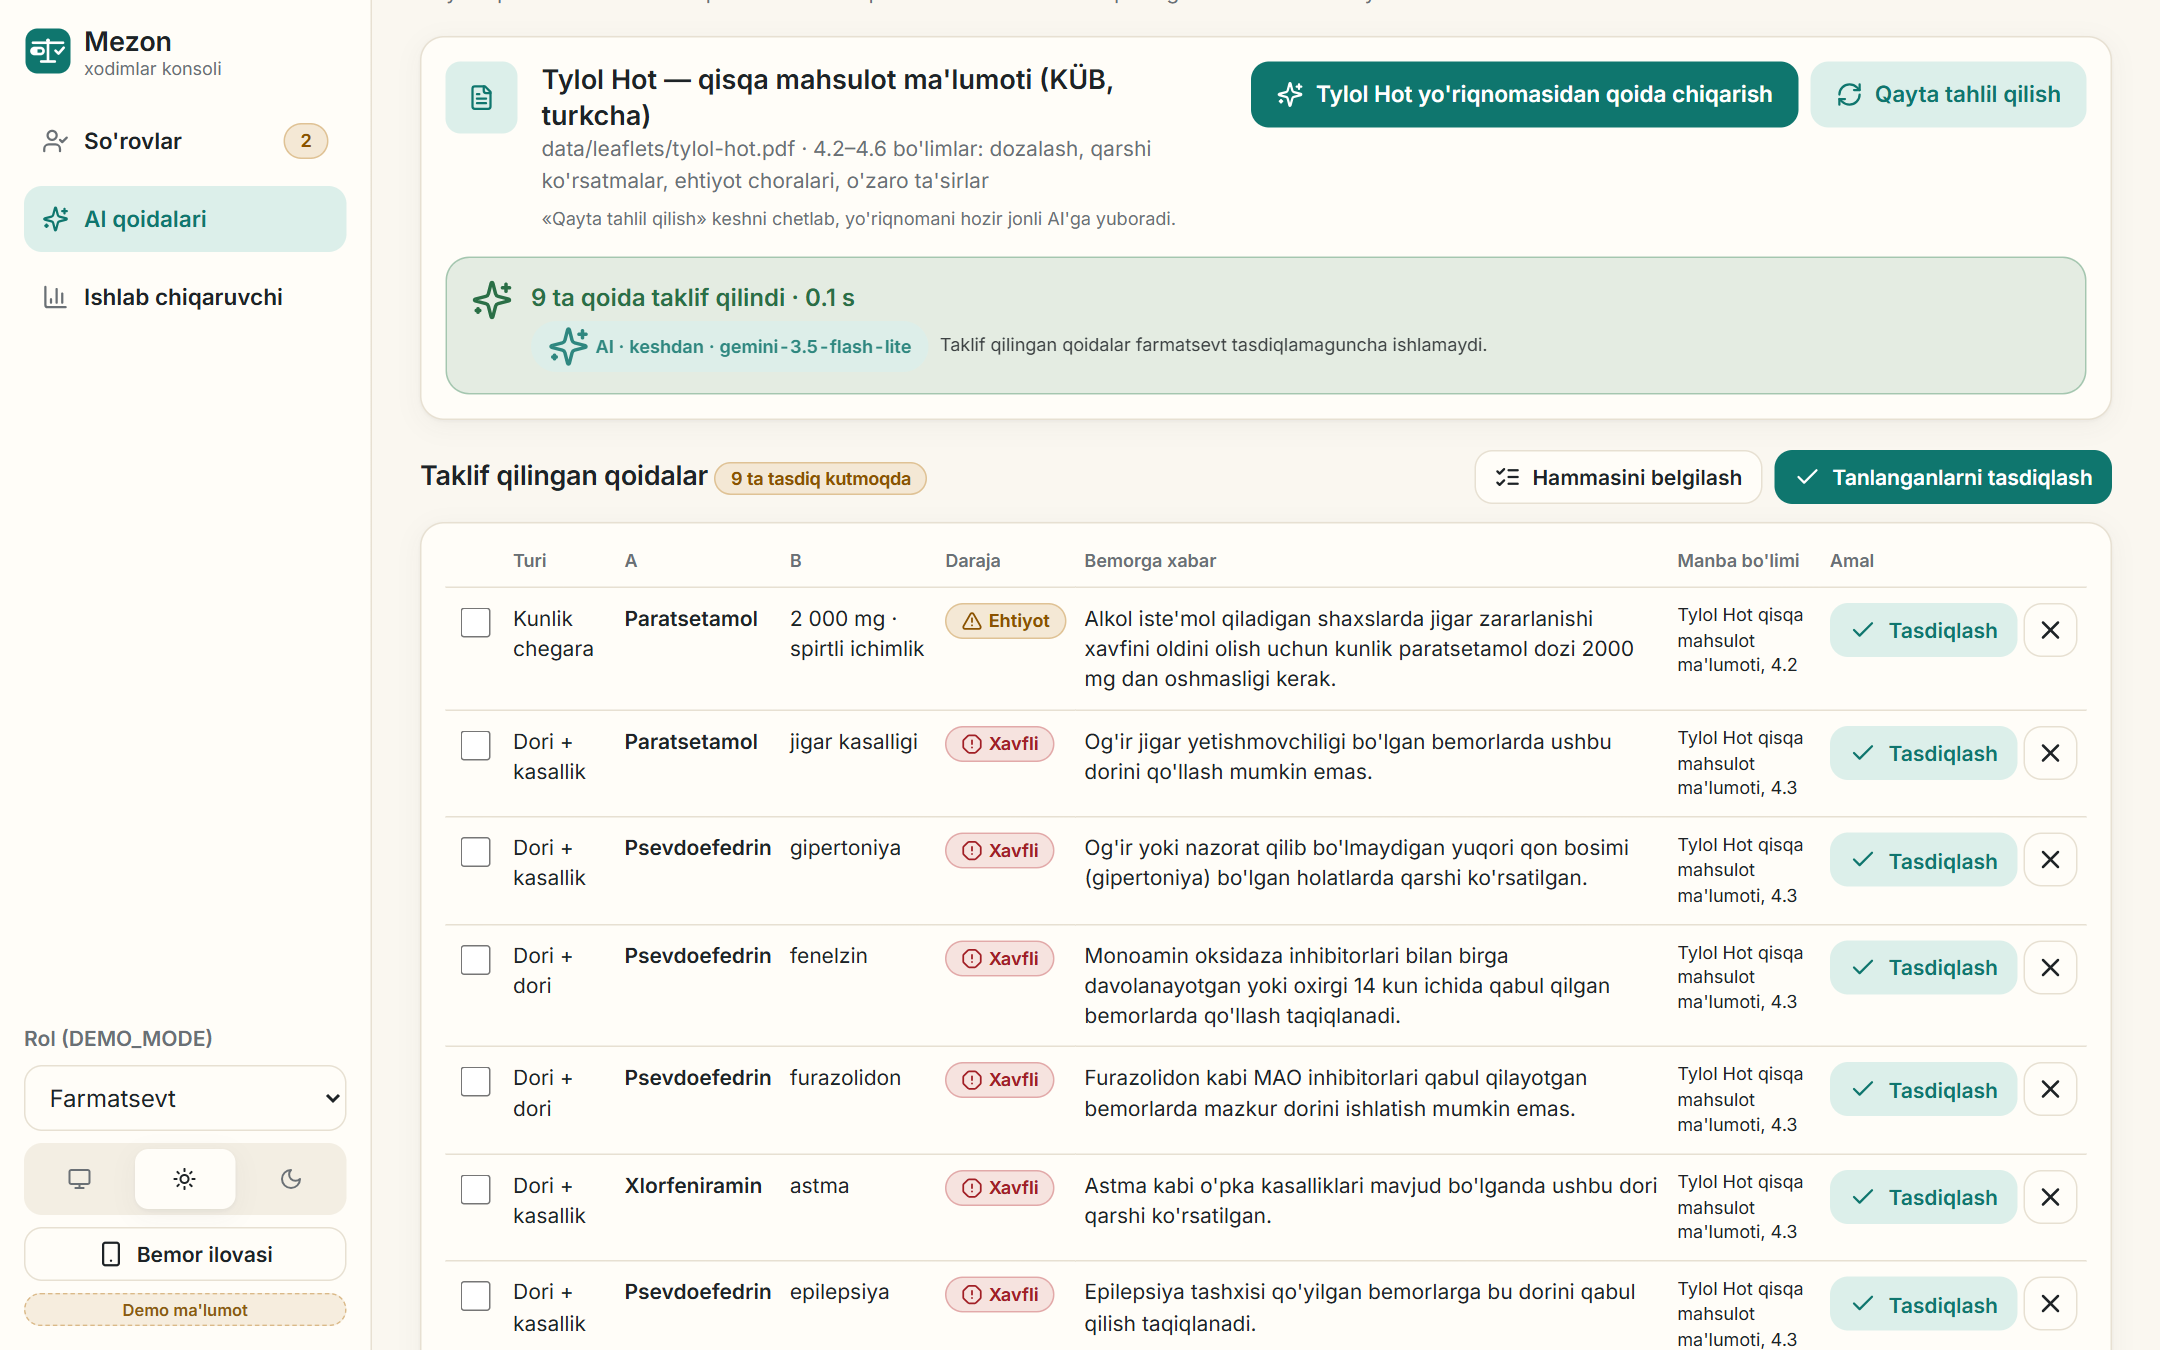 Mezon
xodimlar konsoli
So'rovlar
2
AI qoidalari
Ishlab chiqaruvchi
Rol (DEMO_MODE)
Farmatsevt
Bemor ilovasi
Demo ma'lumot
Tylol Hot — qisqa mahsulot ma'lumoti (KÜB,
turkcha)
data/leaflets/tylol-hot.pdf · 4.2–4.6 bo'limlar: dozalash, qarshi
ko'rsatmalar, ehtiyot choralari, o'zaro ta'sirlar
«Qayta tahlil qilish» keshni chetlab, yo'riqnomani hozir jonli AI'ga yuboradi.
Tylol Hot yo'riqnomasidan qoida chiqarish
Qayta tahlil qilish
9 ta qoida taklif qilindi · 0.1 s
AI · keshdan · gemini-3.5-flash-lite
Taklif qilingan qoidalar farmatsevt tasdiqlamaguncha ishlamaydi.
Taklif qilingan qoidalar
9 ta tasdiq kutmoqda
Hammasini belgilash
Tanlanganlarni tasdiqlash
Turi
A
B
Daraja
Bemorga xabar
Manba bo'limi
Amal
Kunlik
chegara
Paratsetamol
2 000 mg ·
spirtli ichimlik
Ehtiyot
Alkol iste'mol qiladigan shaxslarda jigar zararlanishi
xavfini oldini olish uchun kunlik paratsetamol dozi 2000
mg dan oshmasligi kerak.
Tylol Hot qisqa
mahsulot
ma'lumoti, 4.2
Tasdiqlash
Dori +
kasallik
Paratsetamol
jigar kasalligi
Xavfli
Og'ir jigar yetishmovchiligi bo'lgan bemorlarda ushbu
dorini qo'llash mumkin emas.
Tylol Hot qisqa
mahsulot
ma'lumoti, 4.3
Tasdiqlash
Dori +
kasallik
Psevdoefedrin
gipertoniya
Xavfli
Og'ir yoki nazorat qilib bo'lmaydigan yuqori qon bosimi
(gipertoniya) bo'lgan holatlarda qarshi ko'rsatilgan.
Tylol Hot qisqa
mahsulot
ma'lumoti, 4.3
Tasdiqlash
Dori +
dori
Psevdoefedrin
fenelzin
Xavfli
Monoamin oksidaza inhibitorlari bilan birga
davolanayotgan yoki oxirgi 14 kun ichida qabul qilgan
bemorlarda qo'llash taqiqlanadi.
Tylol Hot qisqa
mahsulot
ma'lumoti, 4.3
Tasdiqlash
Dori +
dori
Psevdoefedrin
furazolidon
Xavfli
Furazolidon kabi MAO inhibitorlari qabul qilayotgan
bemorlarda mazkur dorini ishlatish mumkin emas.
Tylol Hot qisqa
mahsulot
ma'lumoti, 4.3
Tasdiqlash
Dori +
kasallik
Xlorfeniramin
astma
Xavfli
Astma kabi o'pka kasalliklari mavjud bo'lganda ushbu dori
qarshi ko'rsatilgan.
Tylol Hot qisqa
mahsulot
ma'lumoti, 4.3
Tasdiqlash
Dori +
kasallik
Psevdoefedrin
epilepsiya
Xavfli
Epilepsiya tashxisi qo'yilgan bemorlarga bu dorini qabul
qilish taqiqlanadi.
Tylol Hot qisqa
mahsulot
ma'lumoti, 4.3
Tasdiqlash